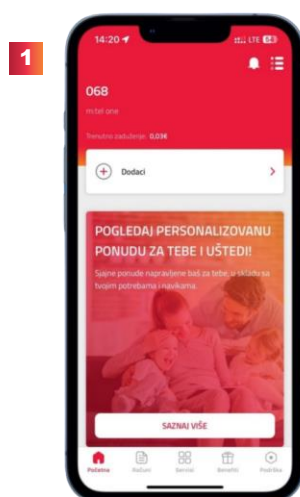 1
14:20
LTE 54
068
m:tel one
Trenutno zaduženje: 0,03€
Dodaci
POGLEDAJ PERSONALIZOVANU
PONUDU ZA TEBE I UŠTEDI!
Sjajne ponude napravljene baš za tebe, u skladu sa
tvojim potrebama i navikama.
SAZNAJ VIŠE
Početna Računi Servisi Benefiti Podrška